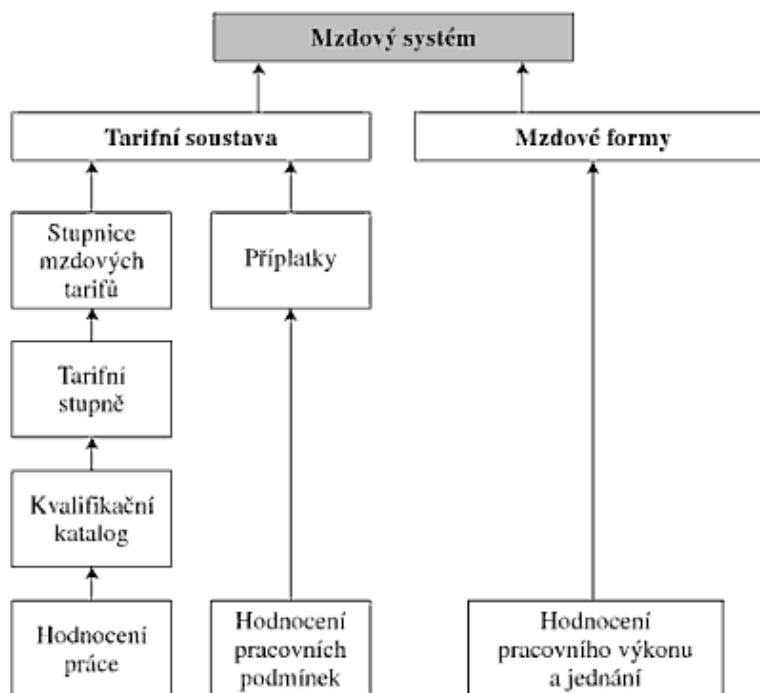 Mzdový systém
Tarifní soustava
Mzdové formy
Stupnice
mzdových
tarifů
Příplatky
Tarifní
stupně
Kvalifikační
katalog
Hodnocení
práce
Hodnocení
pracovních
podmínek
Hodnocení
pracovního výkonu
a jednání